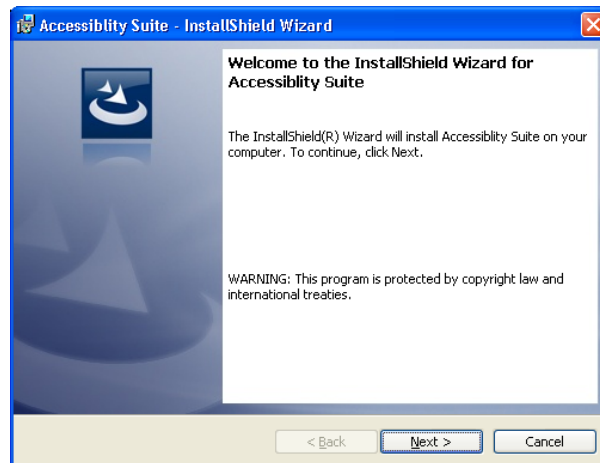 Accessiblity Suite - InstallShield Wizard
Welcome to the InstallShield Wizard for
Accessiblity Suite
The InstallShield(R) Wizard will install Accessiblity Suite on your
computer. To continue, click Next.
WARNING: This program is protected by copyright law and
international treaties.
< Back
Next >
Cancel